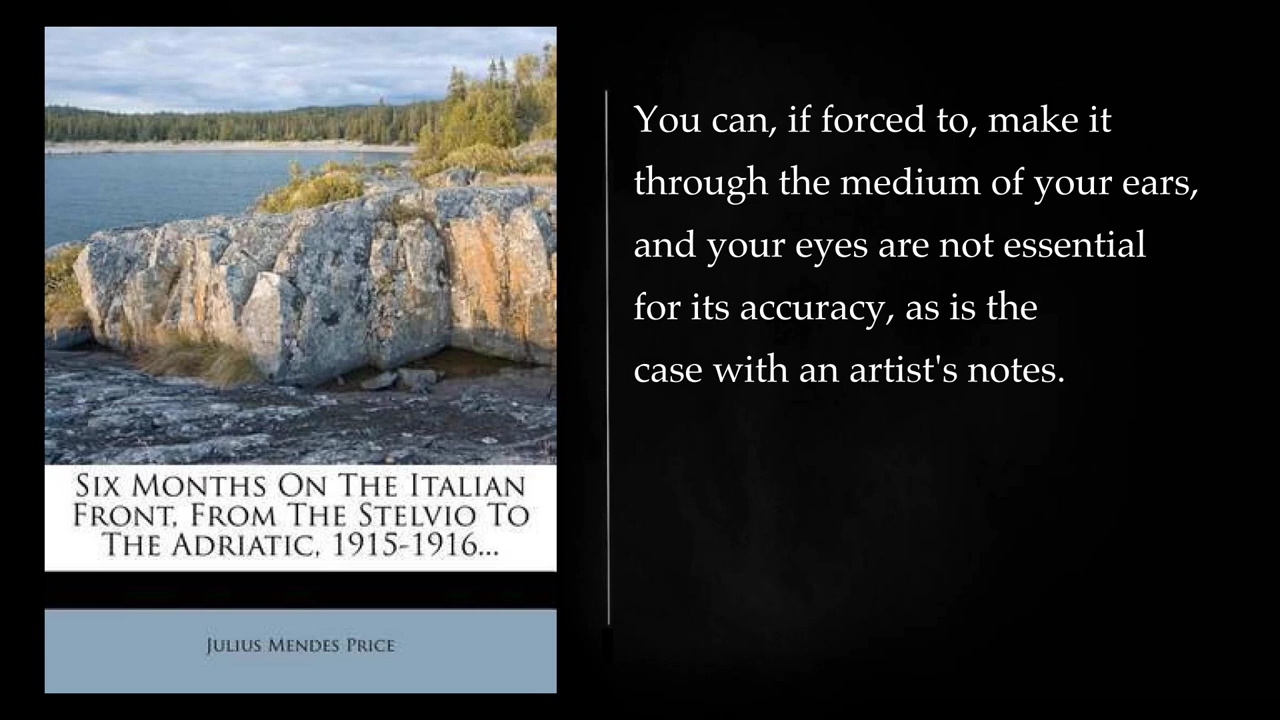 Six Months On The Italian
Front, From The Stelvio To
The Adriatic, 1915-1916...
Julius Mendes Price
You can, if forced to, make it
through the medium of your ears,
and your eyes are not essential
for its accuracy, as is the
case with an artist's notes.